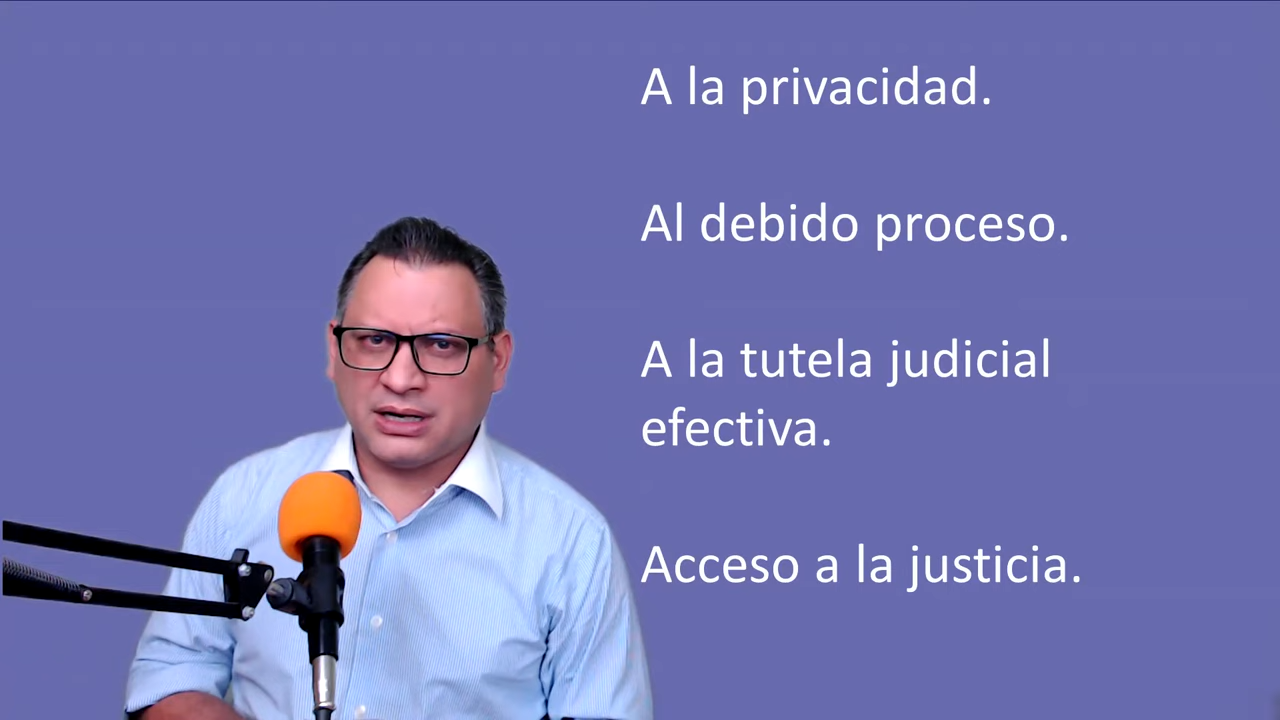 A la privacidad.
Al debido proceso.
A la tutela judicial
efectiva.
Acceso a la justicia.